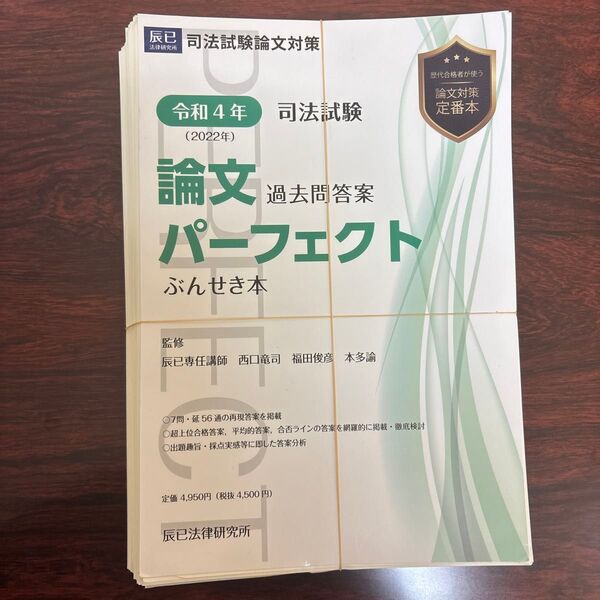 辰已
法律研究所
司法試験論文対策
歴代合格者が使う
論文対策
定番本
令和4年
司法試験
(2022年)
論文 過去問答案
パーフェクト
ぶんせき本
PERFECT
監修
辰已専任講師 西口竜司 福田俊彦 本多諭
○7問・延56通の再現答案を掲載
○超上位合格答案、平均的答案、合否ラインの答案を網羅的に掲載・徹底検討
○出題趣旨・採点実感等に即した答案分析
定価 4,950円（税抜 4,500円）
辰已法律研究所